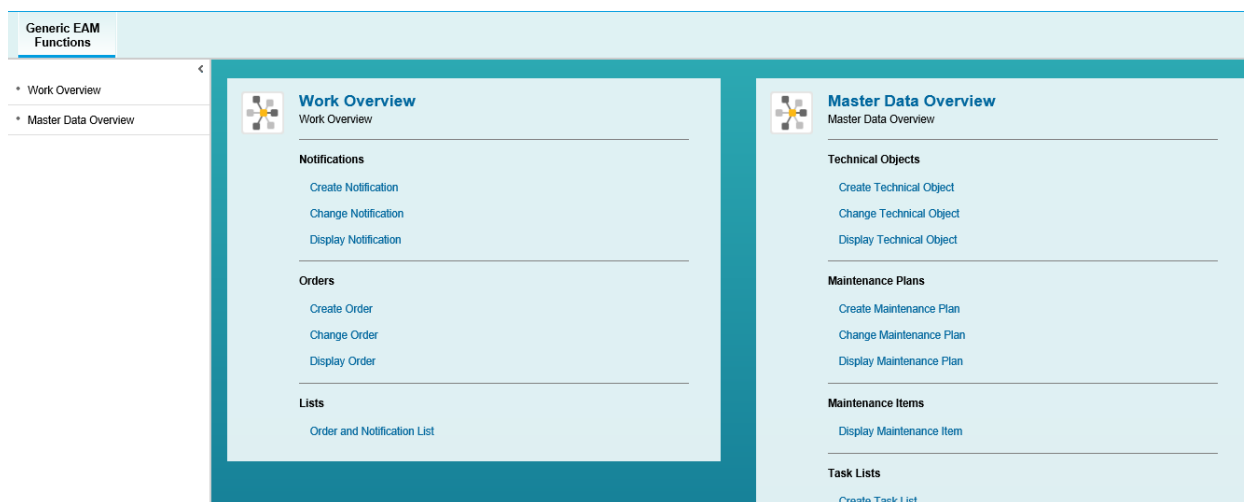 Generic EAM
Functions
Work Overview
Master Data Overview
Work Overview
Work Overview
Notifications
Create Notification
Change Notification
Display Notification
Orders
Create Order
Change Order
Display Order
Lists
Order and Notification List
Master Data Overview
Master Data Overview
Technical Objects
Create Technical Object
Change Technical Object
Display Technical Object
Maintenance Plans
Create Maintenance Plan
Change Maintenance Plan
Display Maintenance Plan
Maintenance Items
Display Maintenance Item
Task Lists
Create Task List